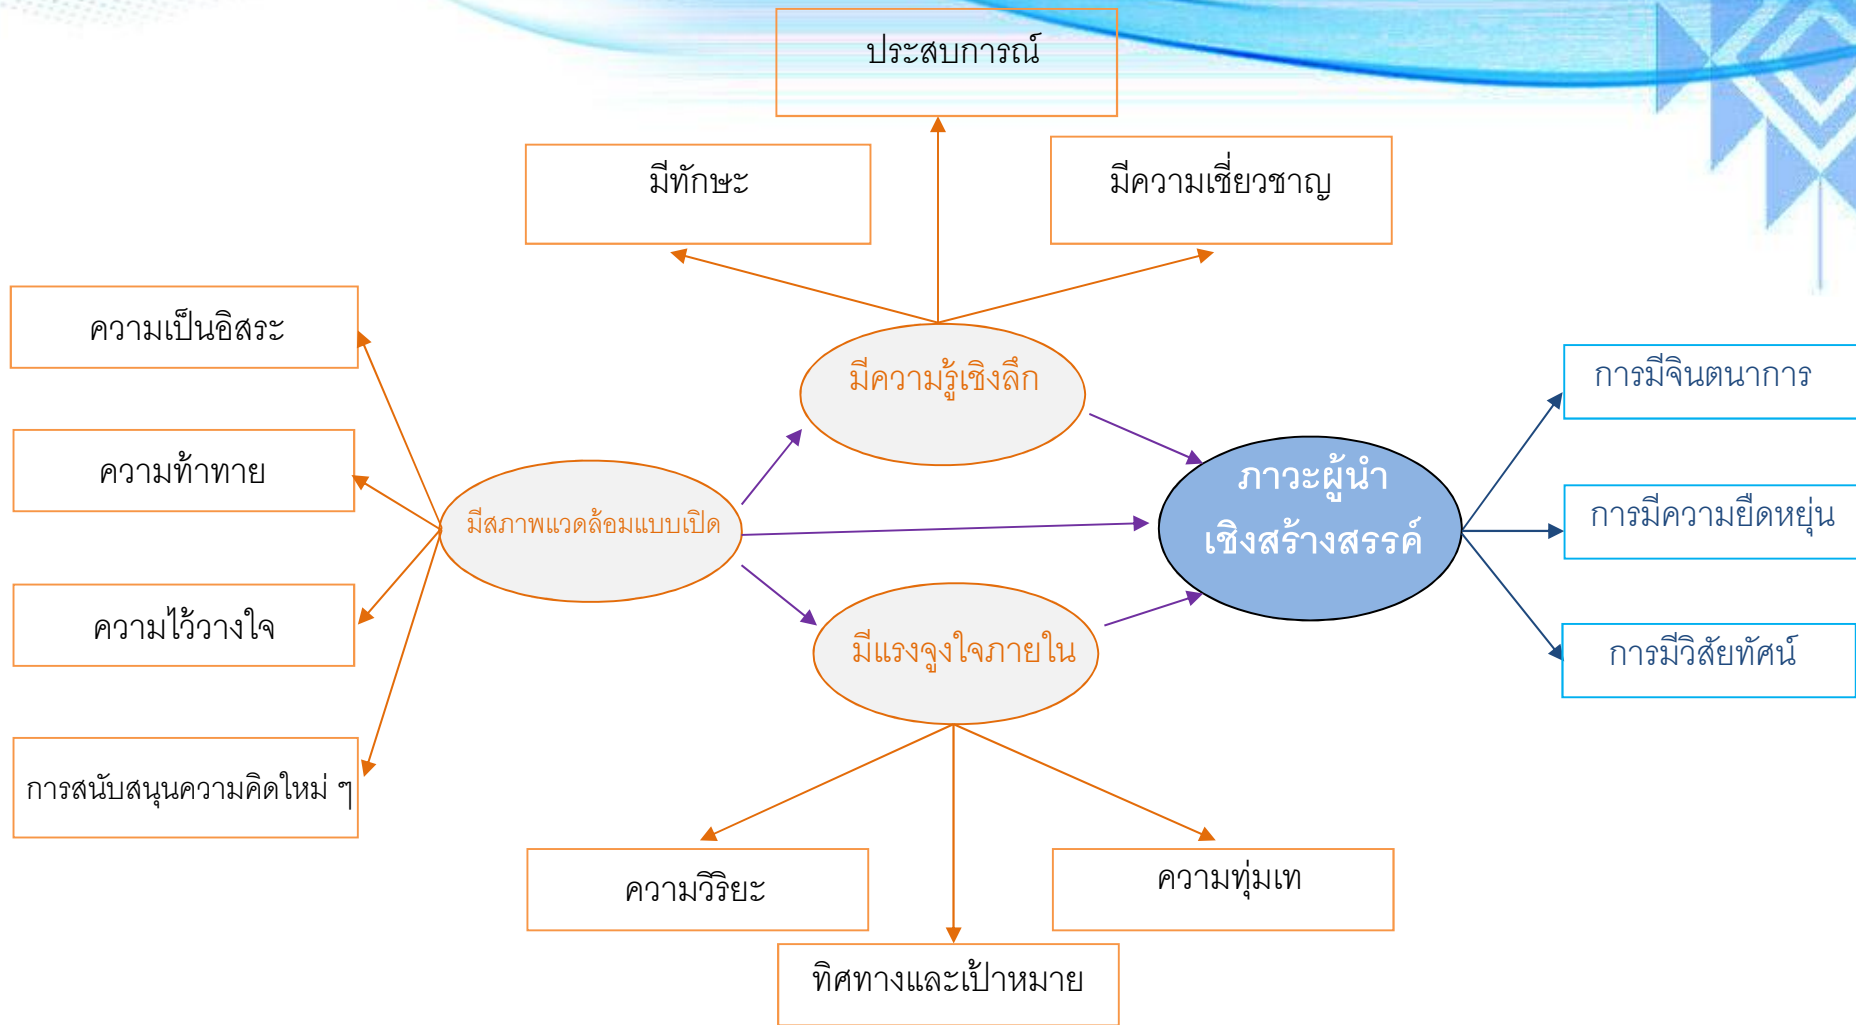 ประสบการณ์
มีทักษะ
มีความเชี่ยวชาญ
ความเป็นอิสระ
มีความรู้เชิงลึก
การมีจินตนาการ
ความท้าทาย
ภาวะผู้นำ
เชิงสร้างสรรค์
มีสภาพแวดล้อมแบบเปิด
การมีความยืดหยุ่น
ความไว้วางใจ
มีแรงจูงใจภายใน
การมีวิสัยทัศน์
การสนับสนุนความคิดใหม่ ๆ
ความวิริยะ
ความทุ่มเท
ทิศทางและเป้าหมาย